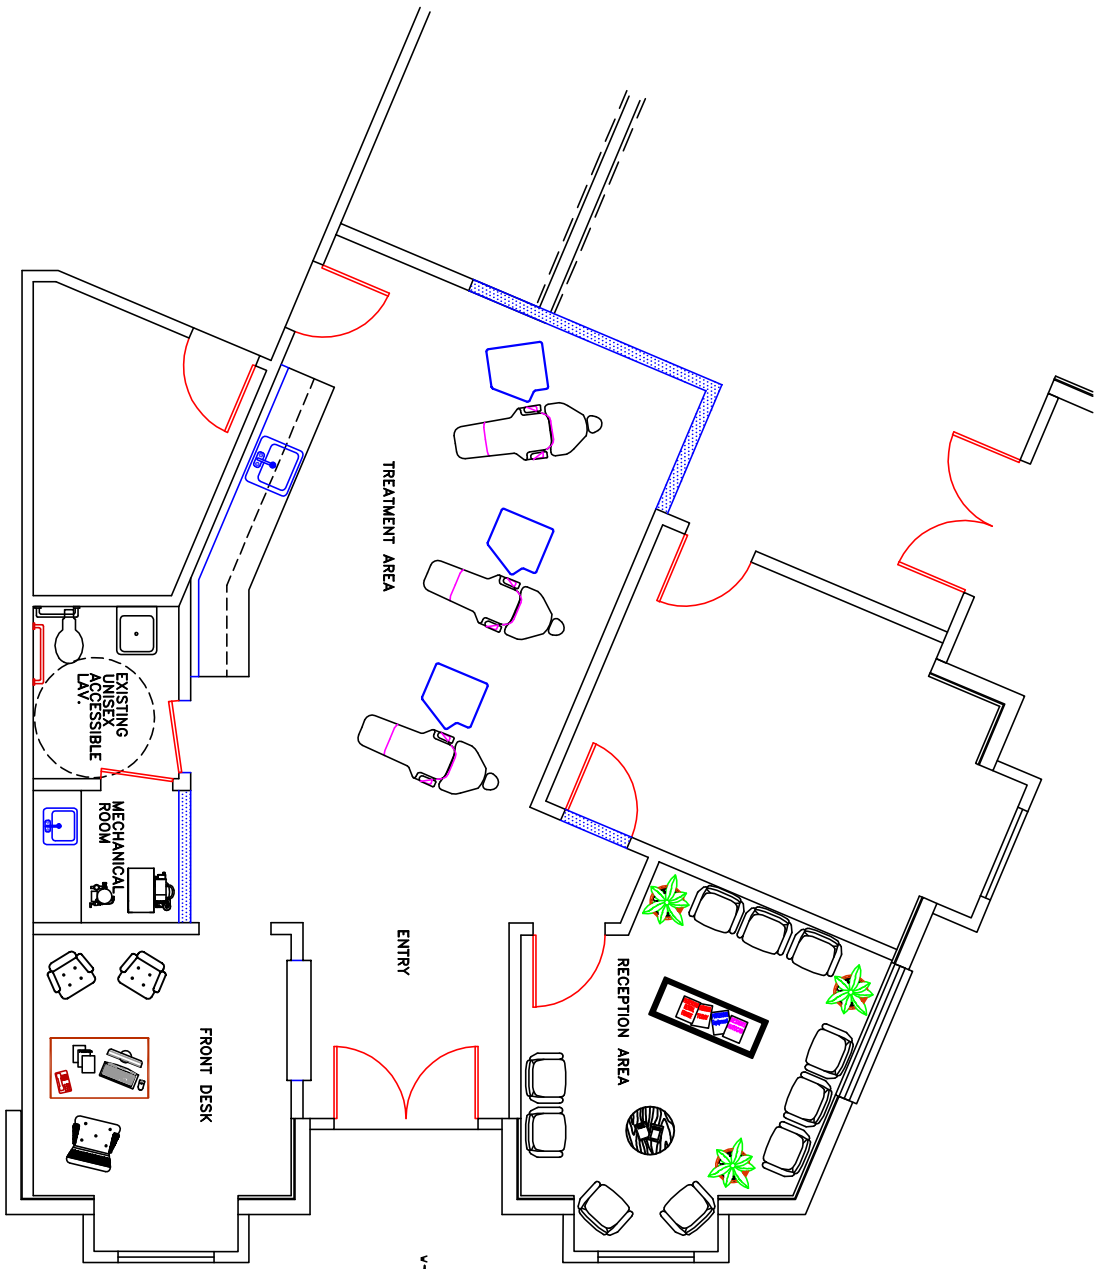 TREATMENT AREA
EXISTING
UNISEX
ACCESSIBLE
LAV.
MECHANICAL
ROOM
ENTRY
RECEPTION AREA
FRONT DESK